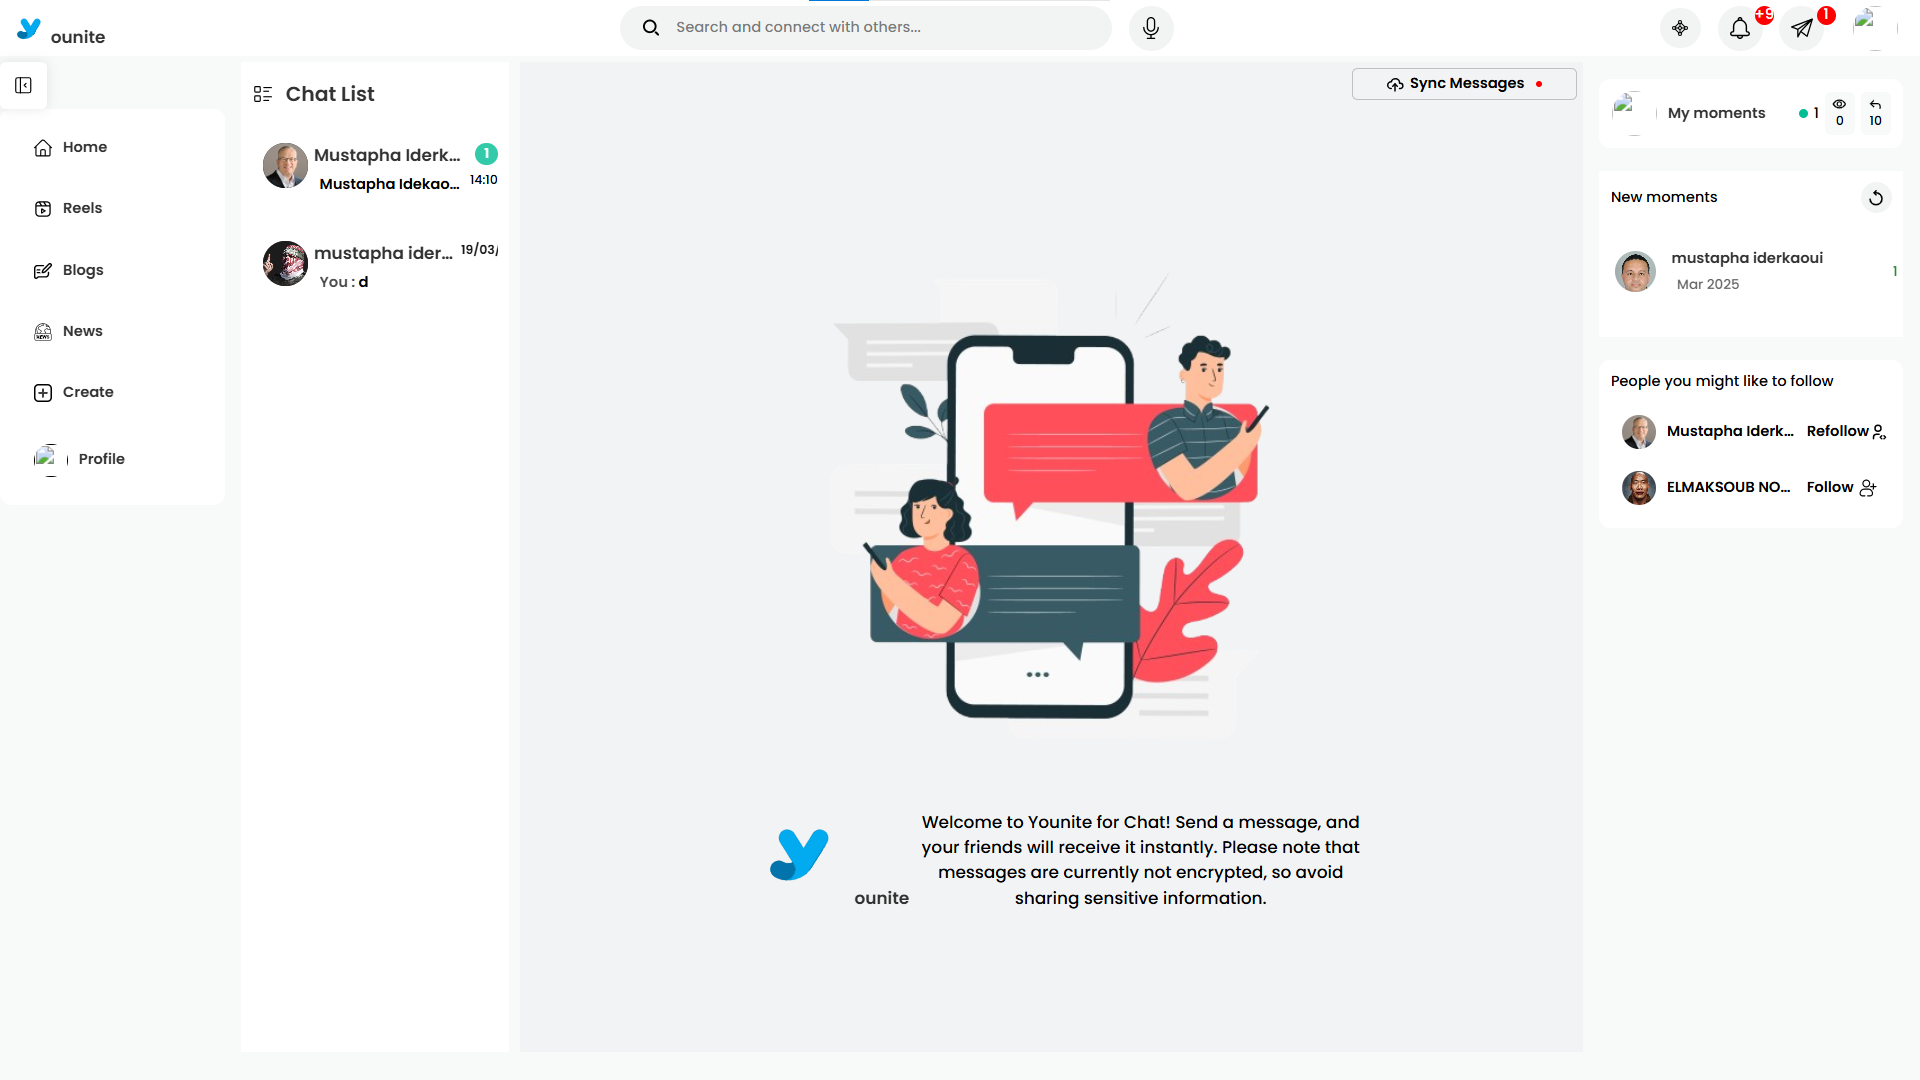 ounite
Search and connect with others...
+9
1
Home
Reels
Blogs
News
Create
Profile
Chat List
Mustapha Iderk...
1
Mustapha Idekao...
14:10
mustapha ider...
19/03/
You : d
Sync Messages
ounite
Welcome to Younite for Chat! Send a message, and
your friends will receive it instantly. Please note that
messages are currently not encrypted, so avoid
sharing sensitive information.
My moments
1
0
10
New moments
mustapha iderkaoui
Mar 2025
1
People you might like to follow
Mustapha Iderk...
Refollow
ELMAKSOUB NO...
Follow